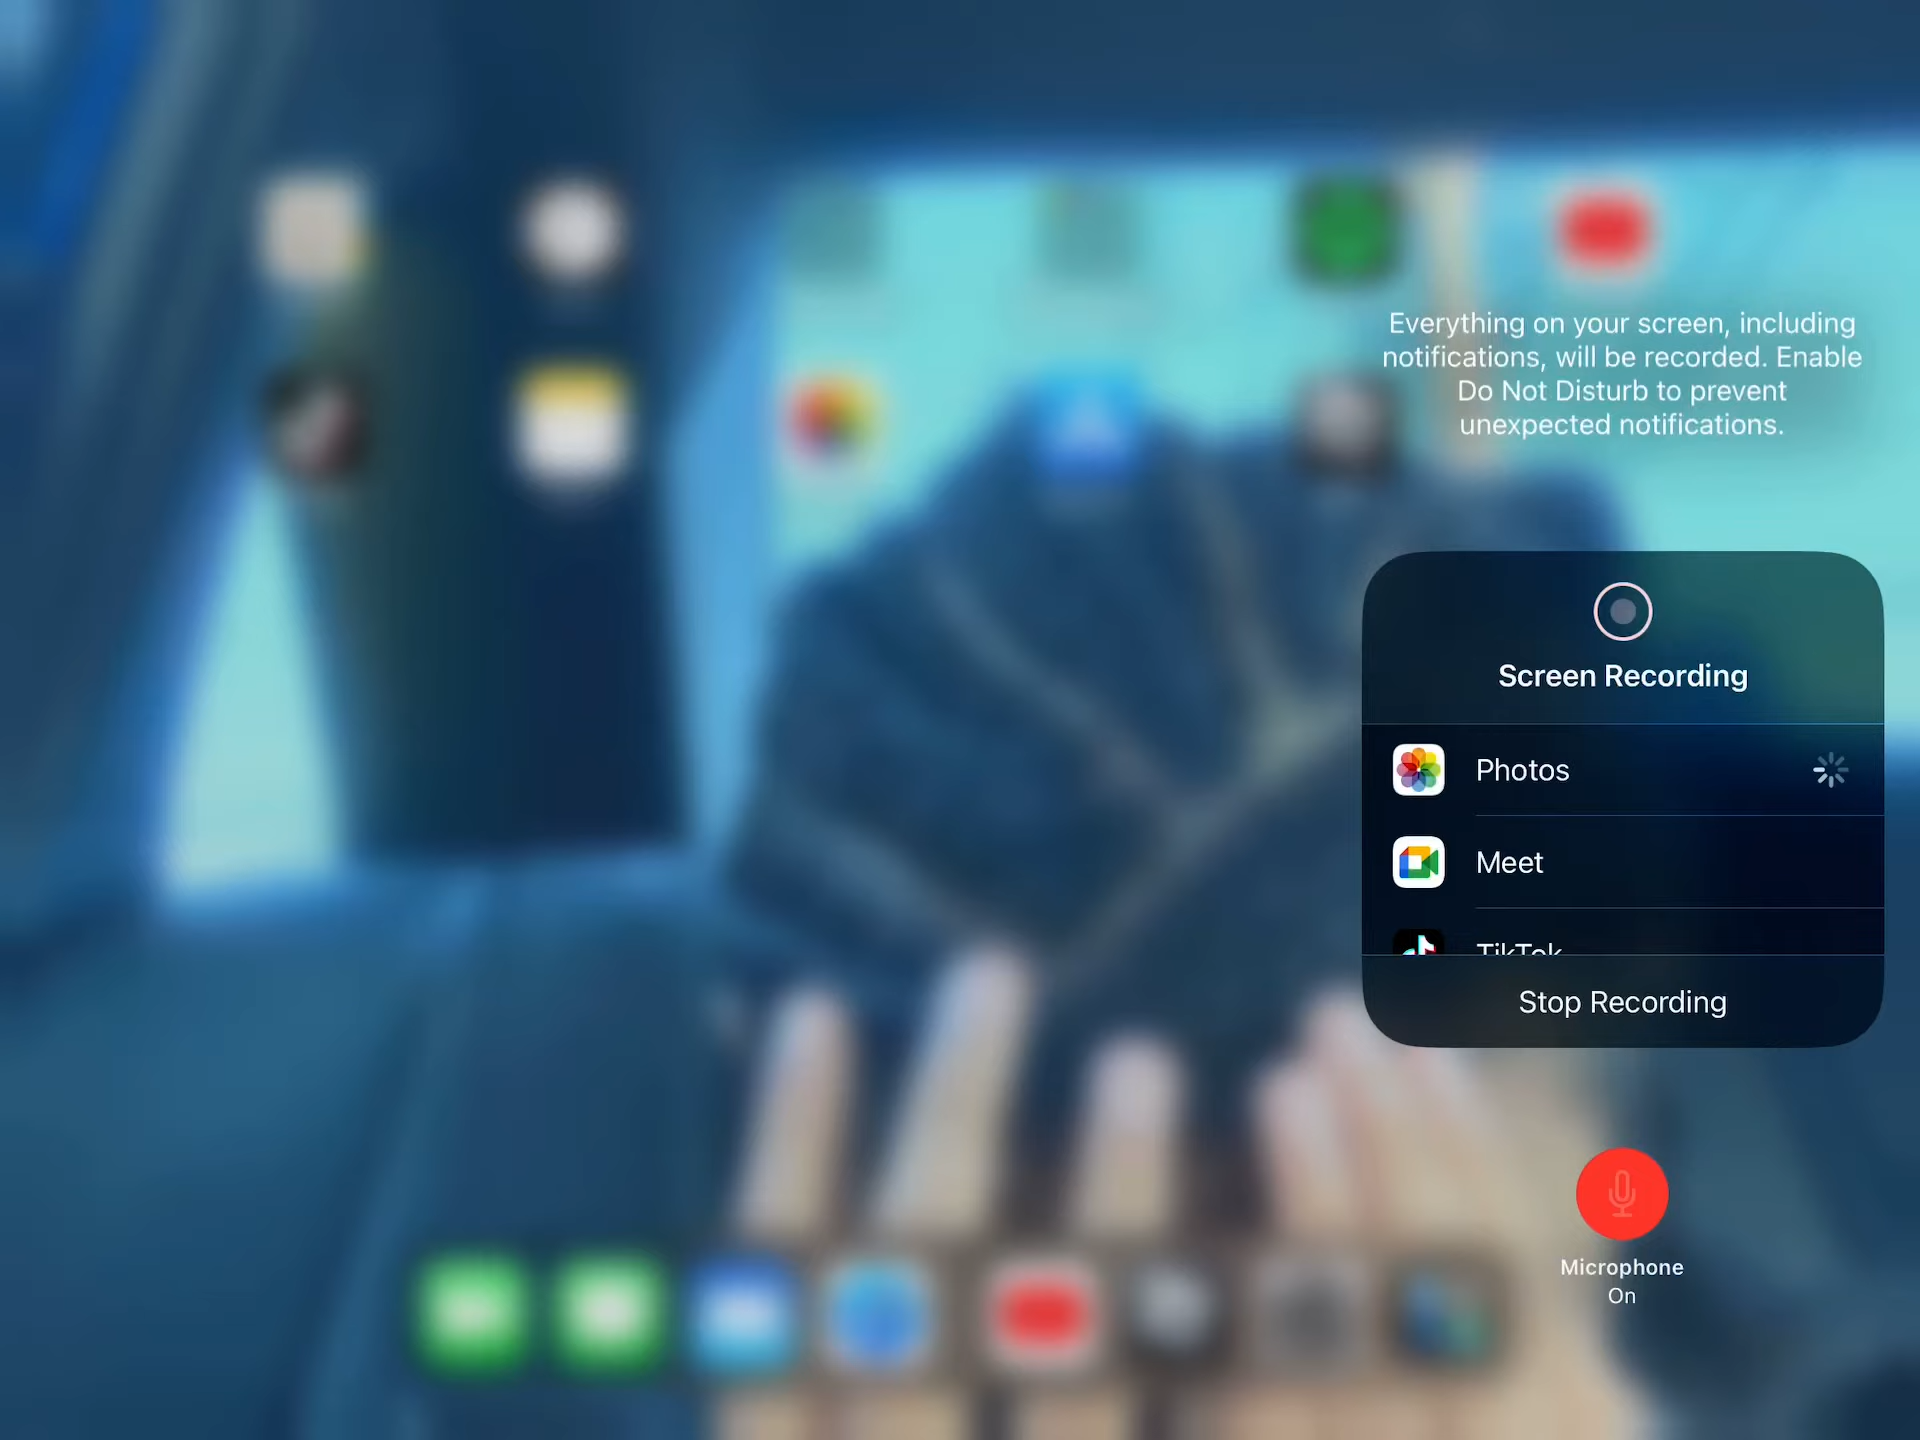 Everything on your screen, including
notifications, will be recorded. Enable
Do Not Disturb to prevent
unexpected notifications.
Screen Recording
Photos
Meet
TikTok
Stop Recording
Microphone
On